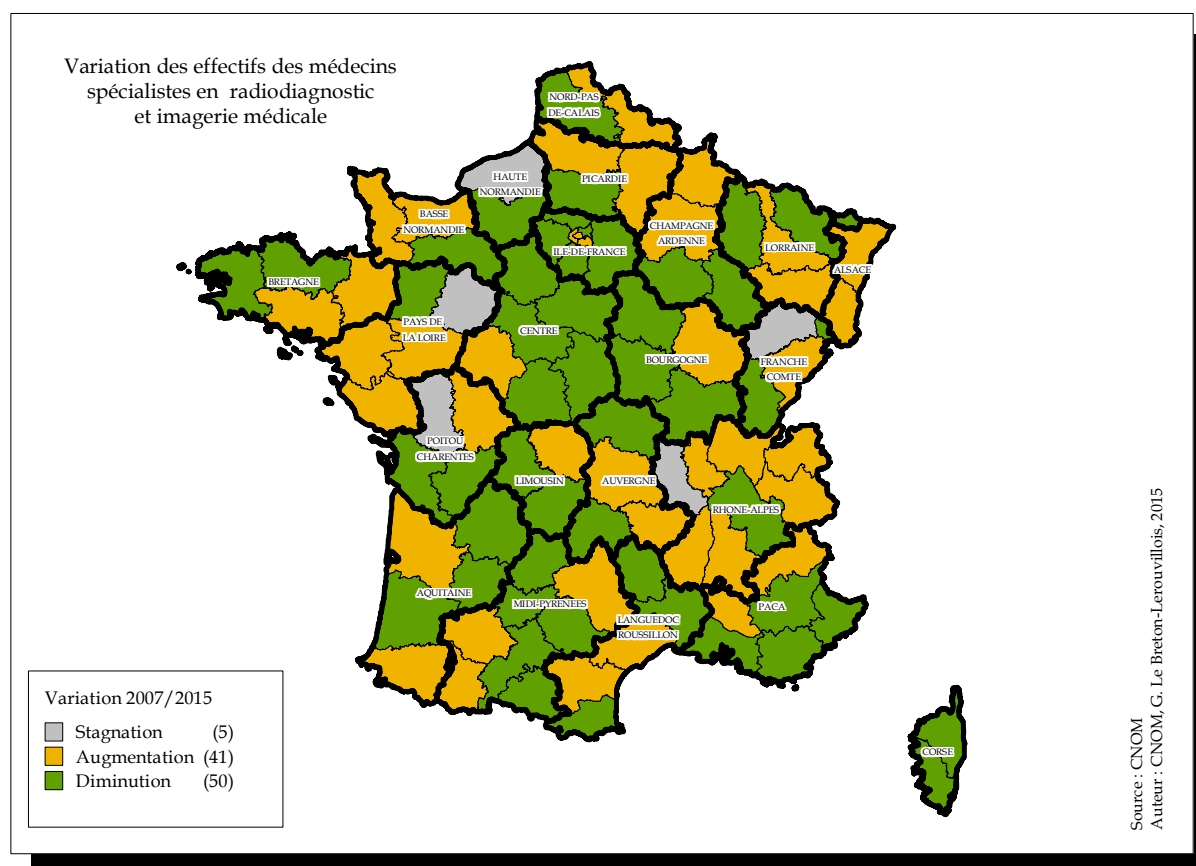 Variation des effectifs des médecins
spécialistes en radiodiagnostic
et imagerie médicale
NORD-PAS
DE-CALAIS
HAUTE
NORMANDIE
PICARDIE
BASSE
NORMANDIE
CHAMPAGNE
ARDENNE
ILE-DE-FRANCE
LORRAINE
ALSACE
BRETAGNE
PAYS DE
LA LOIRE
CENTRE
BOURGOGNE
FRANCHE
COMTE
POITOU
CHARENTES
LIMOUSIN
AUVERGNE
RHONE-ALPES
AQUITAINE
MIDI-PYRENEES
LANGUEDOC
ROUSSILLON
PACA
CORSE
Variation 2007/2015
Stagnation (5)
Augmentation (41)
Diminution (50)
Source : CNOM
Auteur : CNOM, G. Le Breton-Lerouvillois, 2015